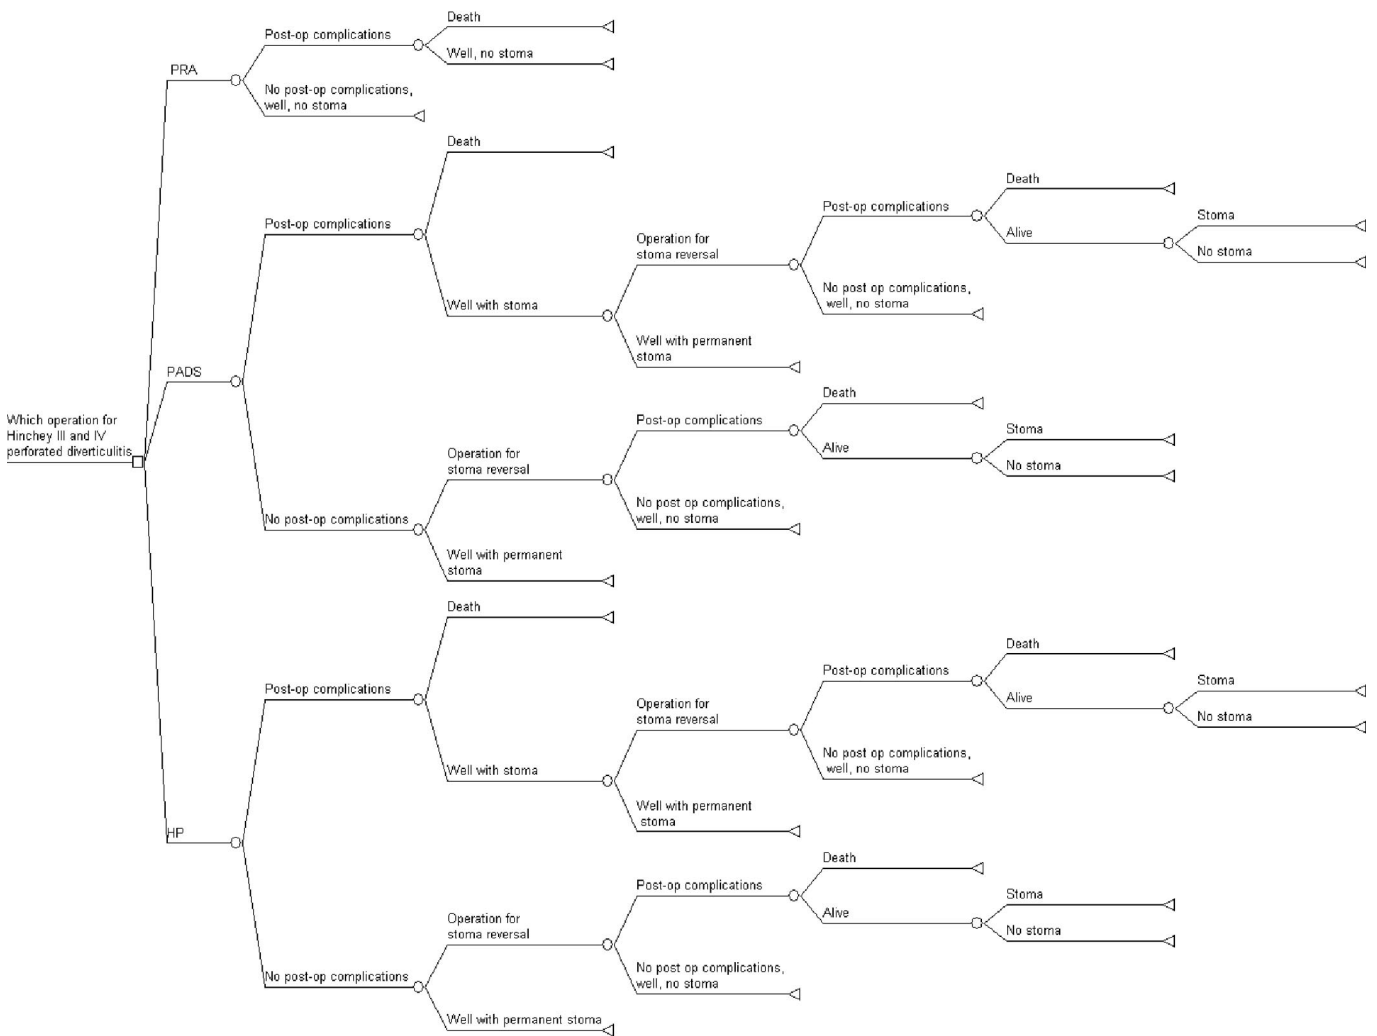 Death
Post-op complications
Well, no stoma
PRA
No post-op complications,
well, no stoma
Death
Death
Post-op complications
Stoma
Post-op complications
Alive
Operation for
stoma reversal
No stoma
No post op complications,
well, no stoma
Well with stoma
Well with permanent
stoma
PADS
Death
Post-op complications
Stoma
Which operation for
Hinchey III and IV
perforated diverticulitis
Alive
Operation for
stoma reversal
No stoma
No post op complications,
well, no stoma
No post-op complications
Well with permanent
stoma
Death
Death
Post-op complications
Stoma
Post-op complications
Alive
Operation for
stoma reversal
No stoma
No post op complications,
well, no stoma
Well with stoma
Well with permanent
stoma
HP
Death
Post-op complications
Stoma
Alive
Operation for
stoma reversal
No stoma
No post op complications,
well, no stoma
No post-op complications
Well with permanent stoma